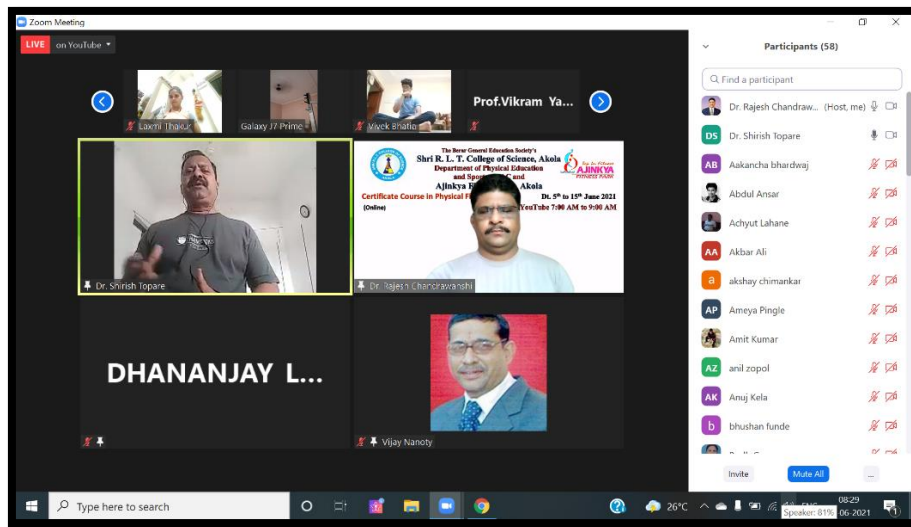 Zoom Meeting
LIVE on YouTube
Laxmi Thakur
Galaxy J7 Prime
Vivek Bhatia
Prof.Vikram Ya...
Dr. Shirish Topare
The Berar General Education Society's
Shri R. L. T. College of Science, Akola
Department of Physical Education
and Spor
and
Ajinkya F
Akola
Certificate Course in Physical Fi
Dt. 5th to 15th June 2021
(Online)
YouTube 7:00 AM to 9:00 AM
AJINKYA
FITNESS PARK
Dr. Rajesh Chandrawanshi
DHANANJAY L...
Vijay Nanoty
Participants (58)
Find a participant
Dr. Rajesh Chandraw... (Host, me)
DS Dr. Shirish Topare
AB Aakancha bhardwaj
Abdul Ansar
Achyut Lahane
AA Akbar Ali
a akshay chimankar
AP Ameya Pingle
Amit Kumar
AZ anil zopol
AK Anuj Kela
b bhushan funde
Invite
Mute All
...
Type here to search
26°C
08:29
Speaker: 81%
06-2021